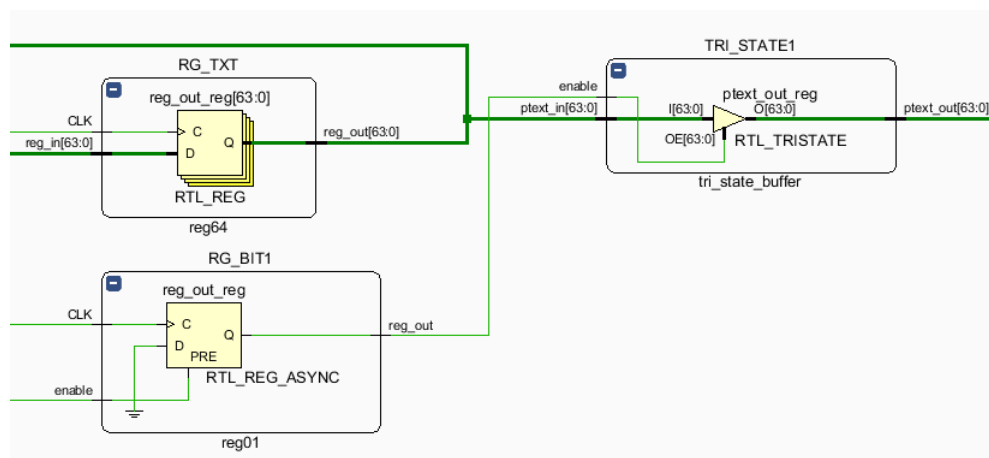 RG_TXT
reg_out_reg[63:0]
CLK
C
reg_in[63:0]
D
Q
reg_out[63:0]
RTL_REG
reg64
TRI_STATE1
enable
ptext_in[63:0]
ptext_out_reg
I[63:0]
O[63:0]
OE[63:0]
RTL_TRISTATE
ptext_out[63:0]
tri_state_buffer
RG_BIT1
reg_out_reg
CLK
C
D
Q
PRE
reg_out
RTL_REG_ASYNC
enable
reg01